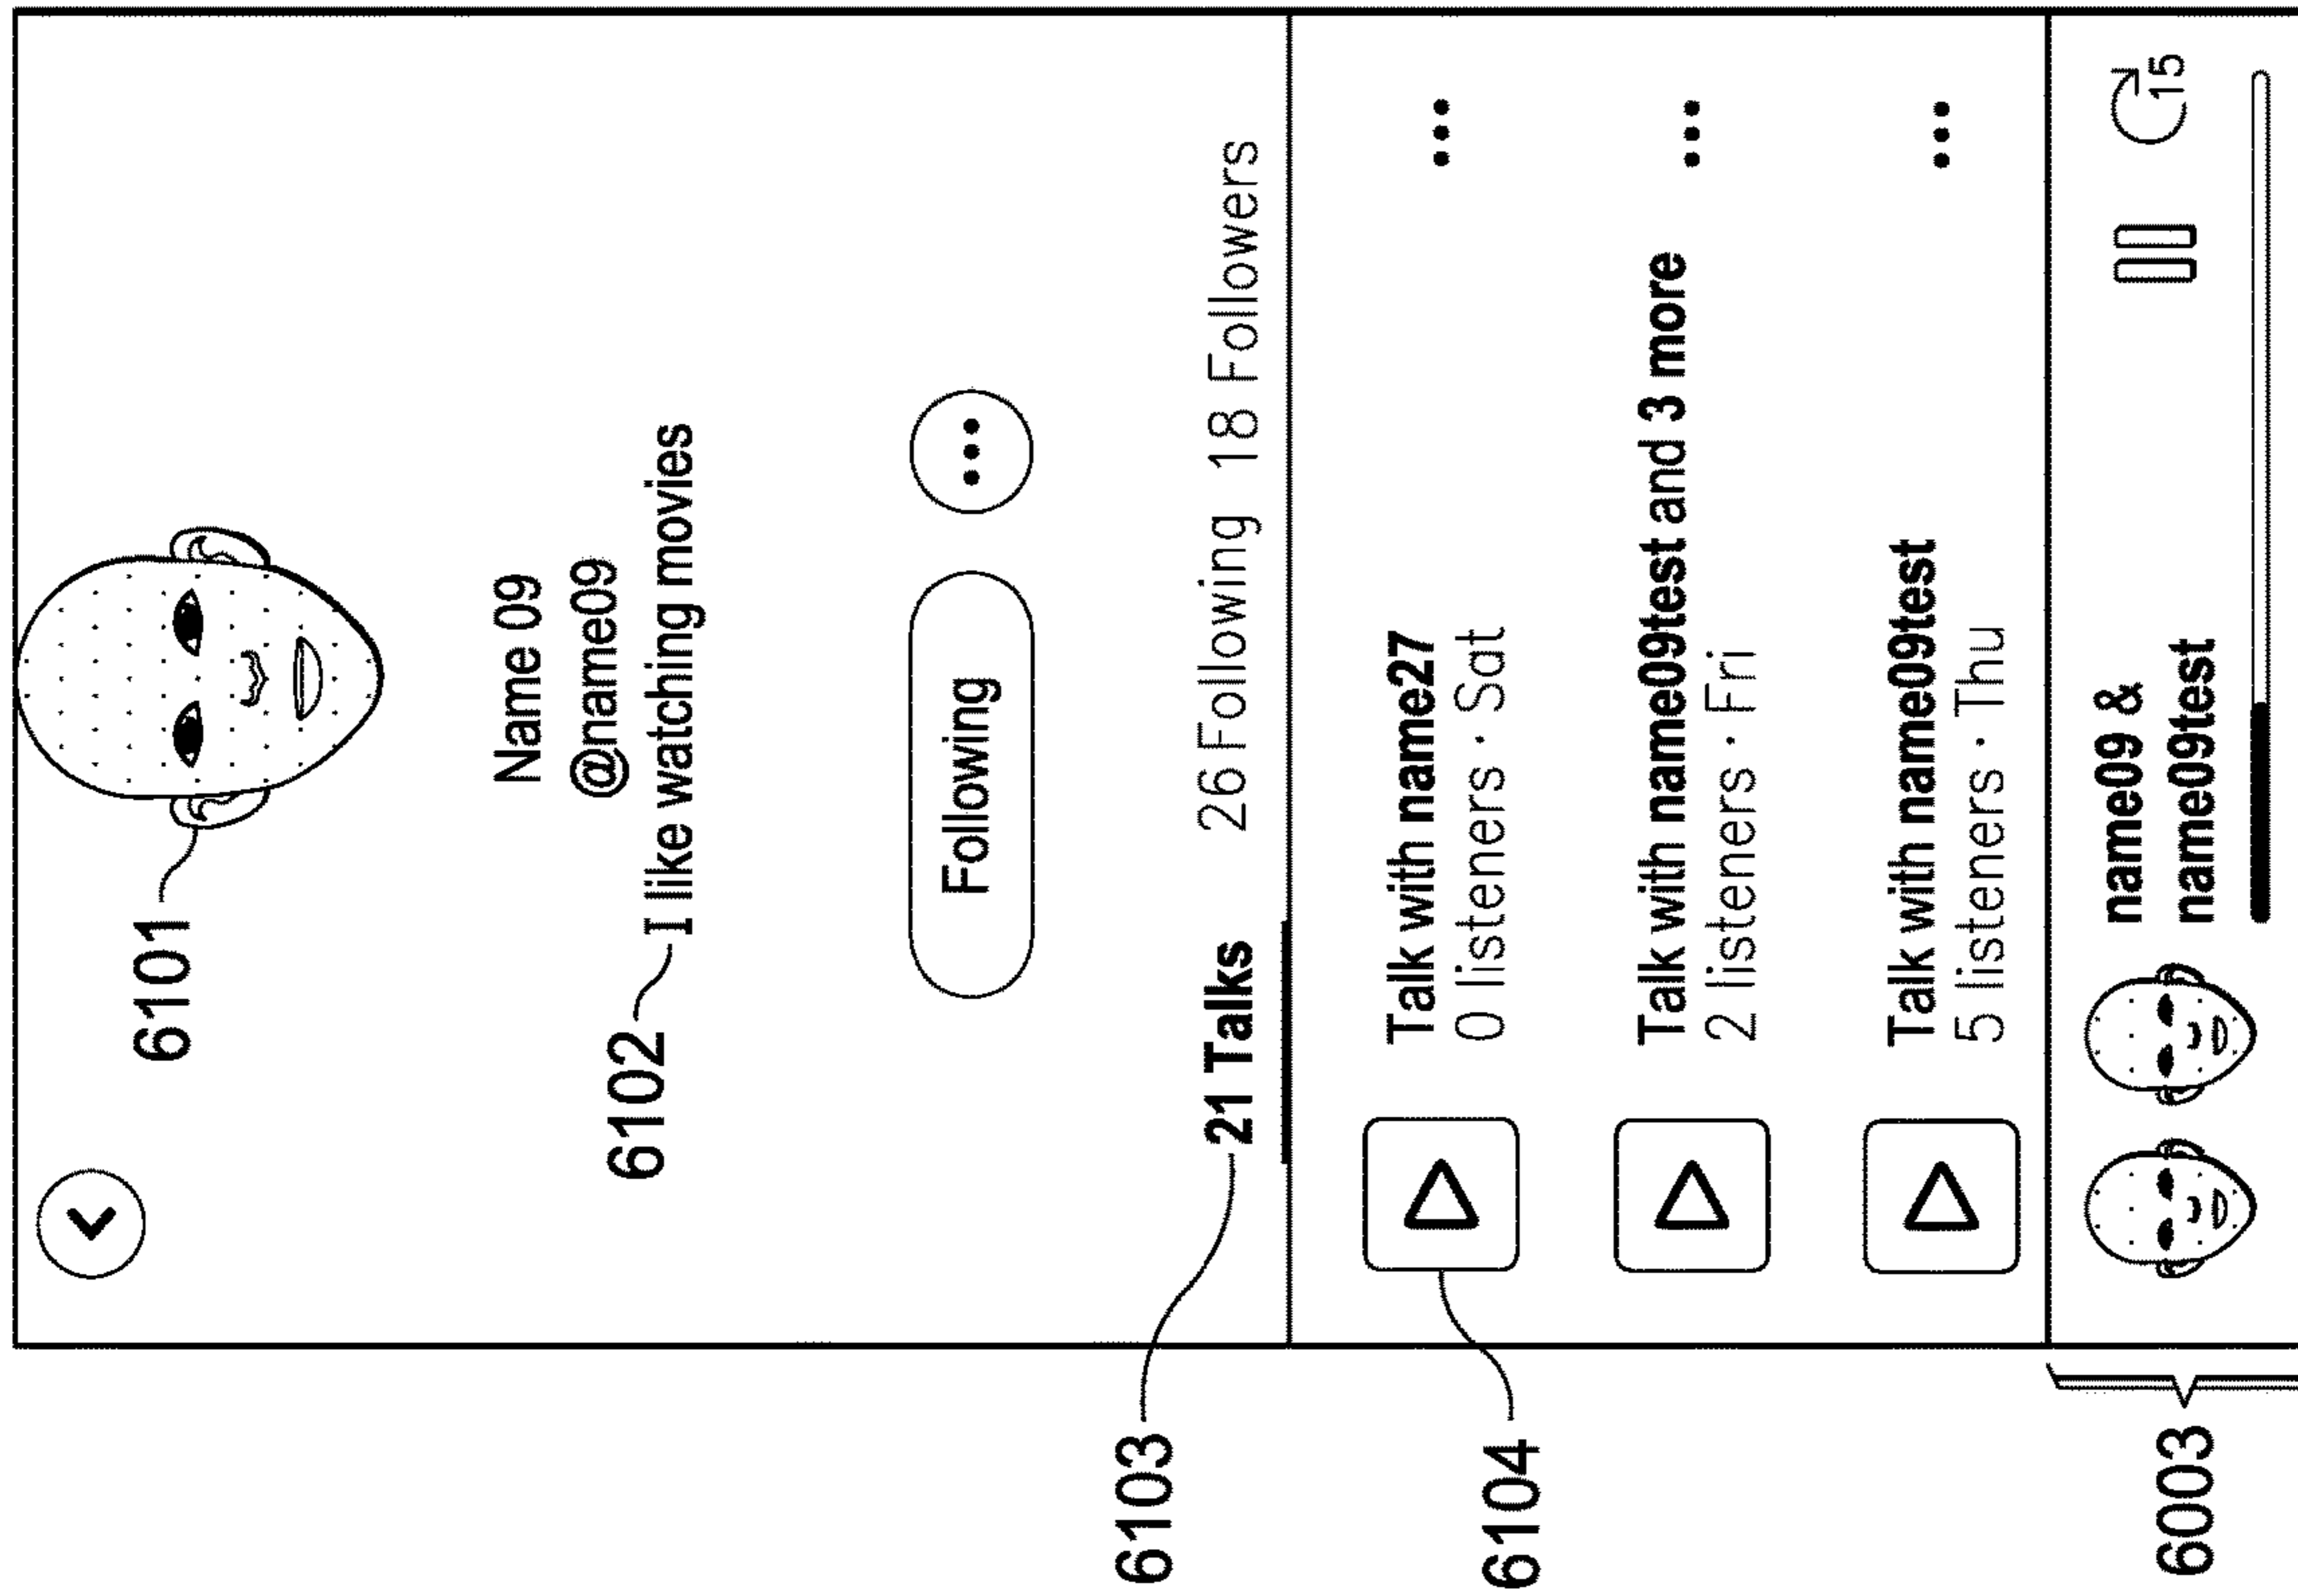 6101
Name 09
@name09
6102
I like watching movies
Following
6103
21 Talks 26 Following 18 Followers
6104
Talk with name27
0 listeners · Sat
Talk with name09test and 3 more
2 listeners · Fri
Talk with name09test
5 listeners · Thu
6003
name09 &
name09test
15